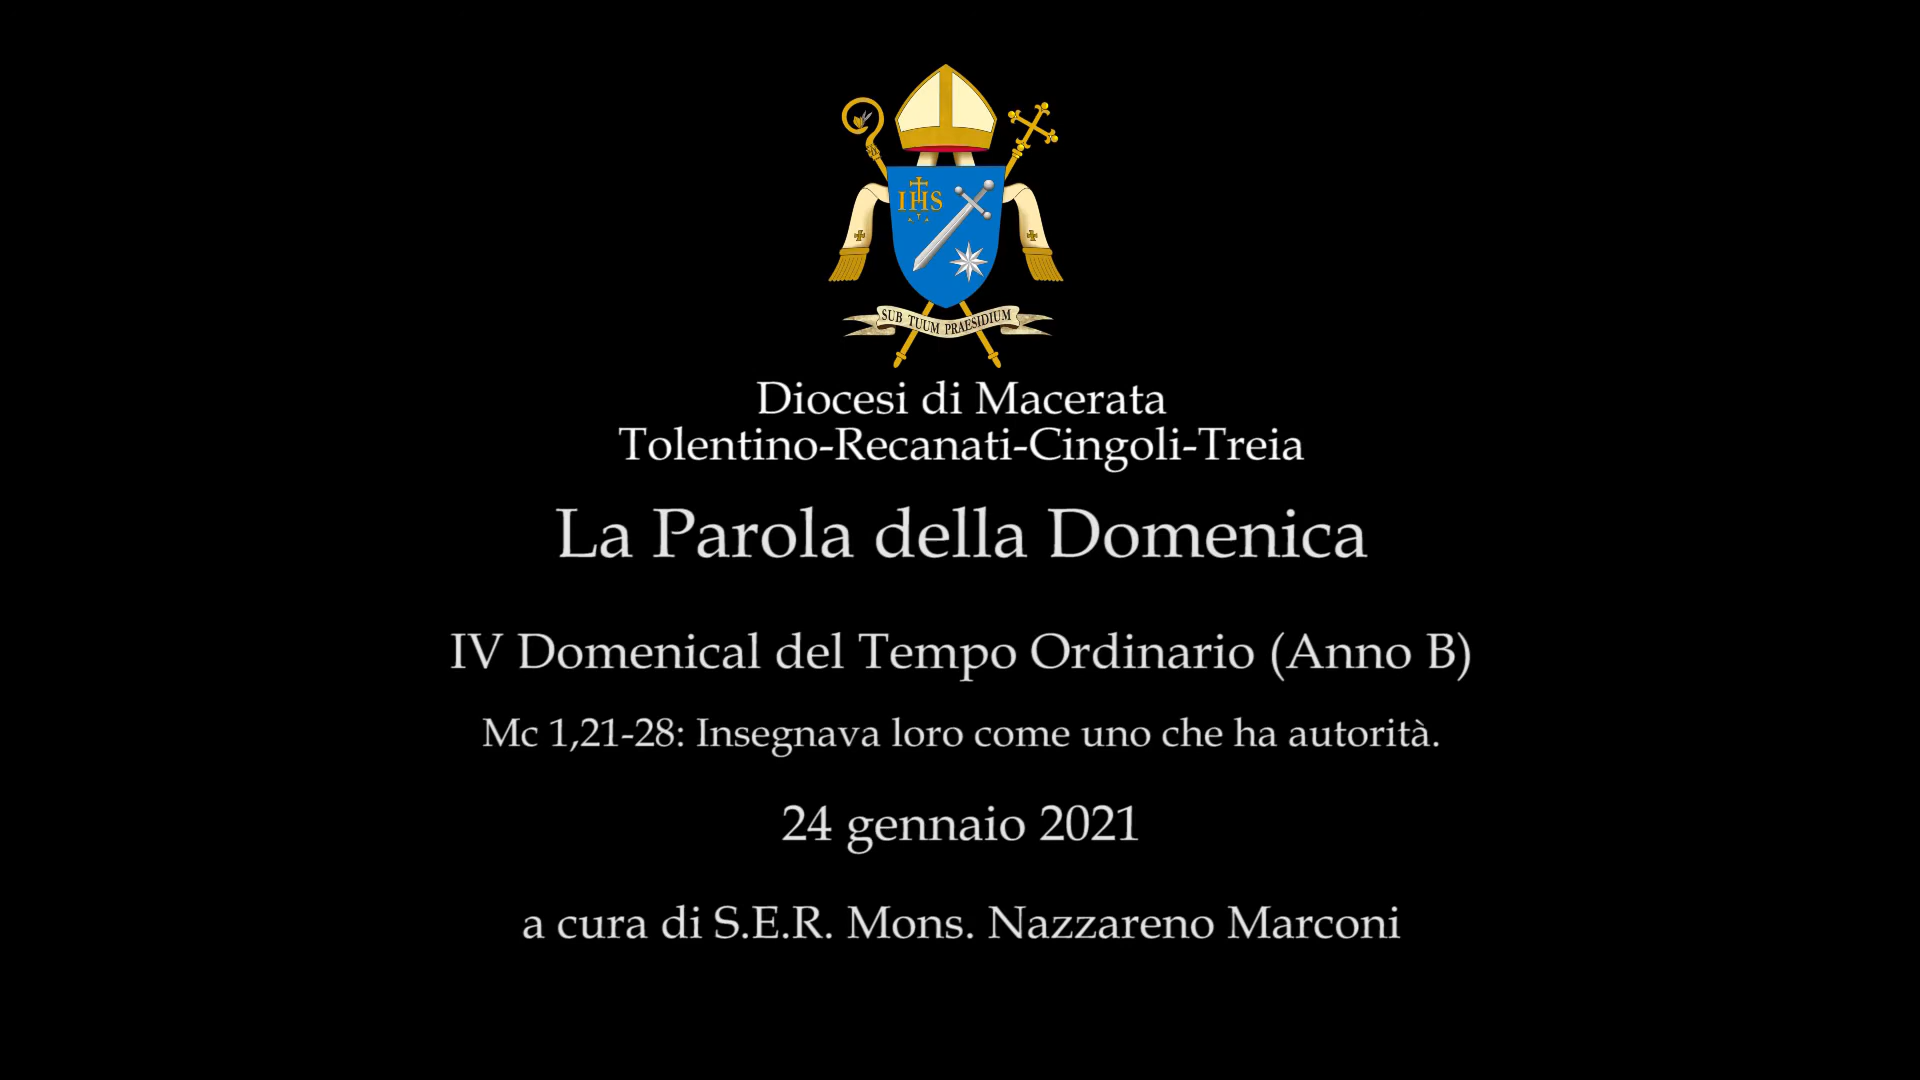 IHS
SUB TUUM PRAESIDIUM
Diocesi di Macerata
Tolentino-Recanati-Cingoli-Treia
La Parola della Domenica
IV Domenical del Tempo Ordinario (Anno B)
Mc 1,21-28: Insegnava loro come uno che ha autorità.
24 gennaio 2021
a cura di S.E.R. Mons. Nazzareno Marconi